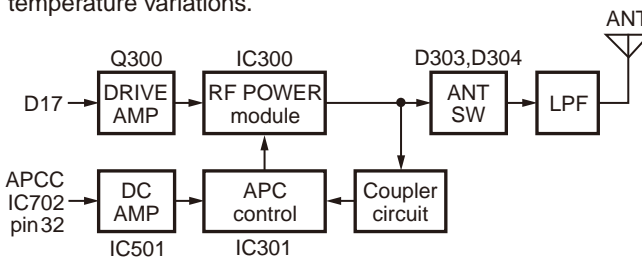 temperature variations.
ANT
Q300
IC300
D303,D304
D17
DRIVE
AMP
RF POWER
module
ANT
SW
LPF
APCC
IC702
pin32
DC
AMP
APC
control
Coupler
circuit
IC501
IC301